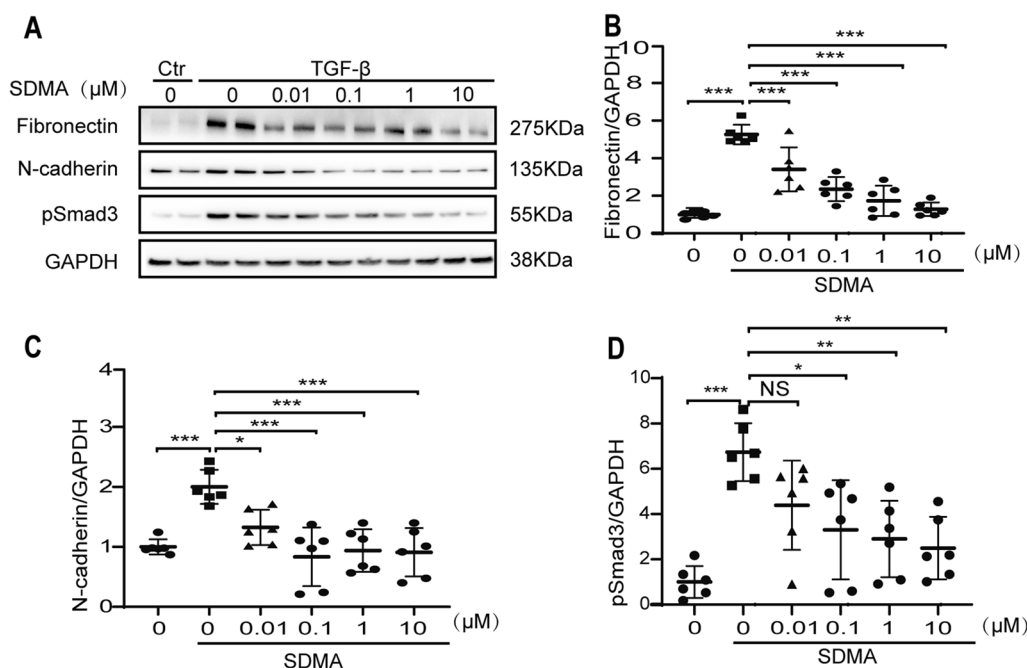 A
Ctr TGF-β
SDMA (μM) 0 0 0.01 0.1 1 10
Fibronectin 275KDa
N-cadherin 135KDa
pSmad3 55KDa
GAPDH 38KDa
B
Fibronectin/GAPDH
10
8
6
4
2
0
***
***
***
***
***
0 0 0.01 0.1 1 10 (μM)
SDMA
C
N-cadherin/GAPDH
4
3
2
1
0
***
***
***
*** *
0 0 0.01 0.1 1 10 (μM)
SDMA
D
pSmad3/GAPDH
10
8
6
4
2
0
**
**
*
*** NS
0 0 0.01 0.1 1 10 (μM)
SDMA